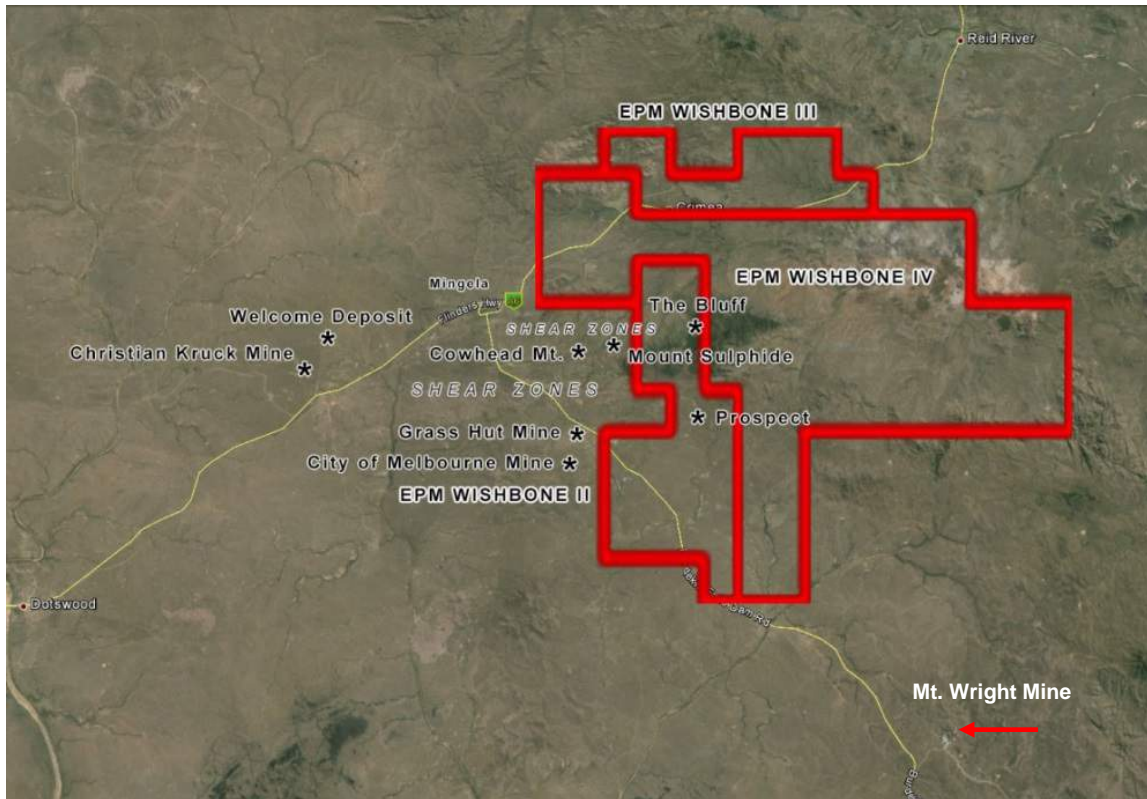 Reid River
EPM WISHBONE III
Crimea
EPM WISHBONE IV
Mingela
Flinders Hwy
The Bluff
Welcome Deposit
SHEAR ZONES
Christian Kruck Mine
Cowhead Mt.
Mount Sulphide
SHEAR ZONES
Prospect
Grass Hut Mine
City of Melbourne Mine
EPM WISHBONE II
Dotswood
Dam Rd
Mt. Wright Mine